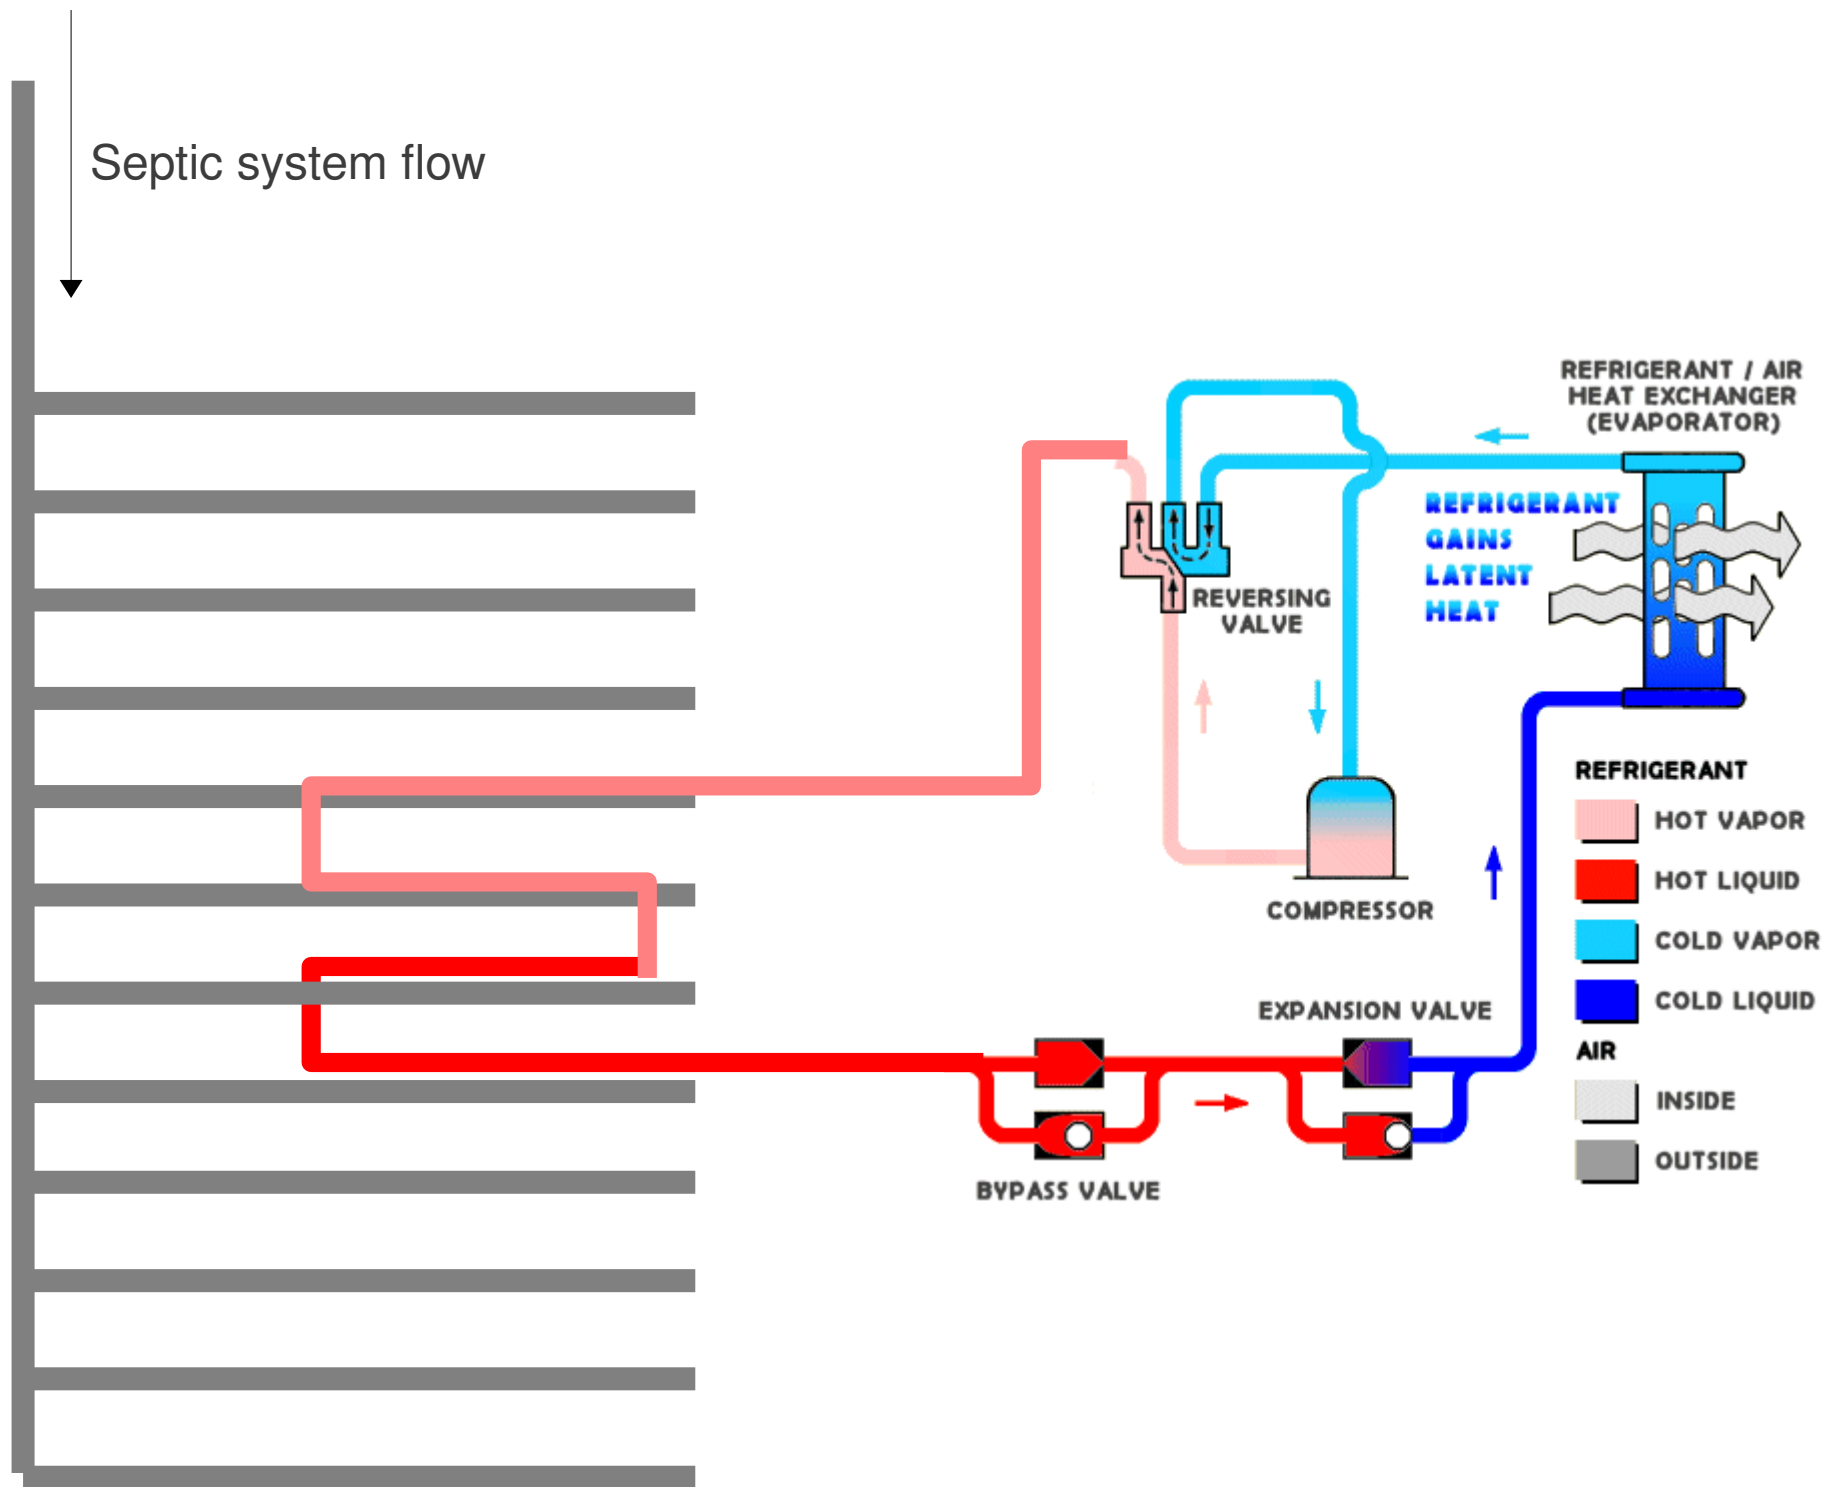 Septic system flow
REFRIGERANT / AIR
HEAT EXCHANGER
(EVAPORATOR)
REFRIGERANT
GAINS
LATENT
HEAT
REVERSING
VALVE
REFRIGERANT
HOT VAPOR
HOT LIQUID
COMPRESSOR
COLD VAPOR
COLD LIQUID
EXPANSION VALVE
AIR
INSIDE
OUTSIDE
BYPASS VALVE